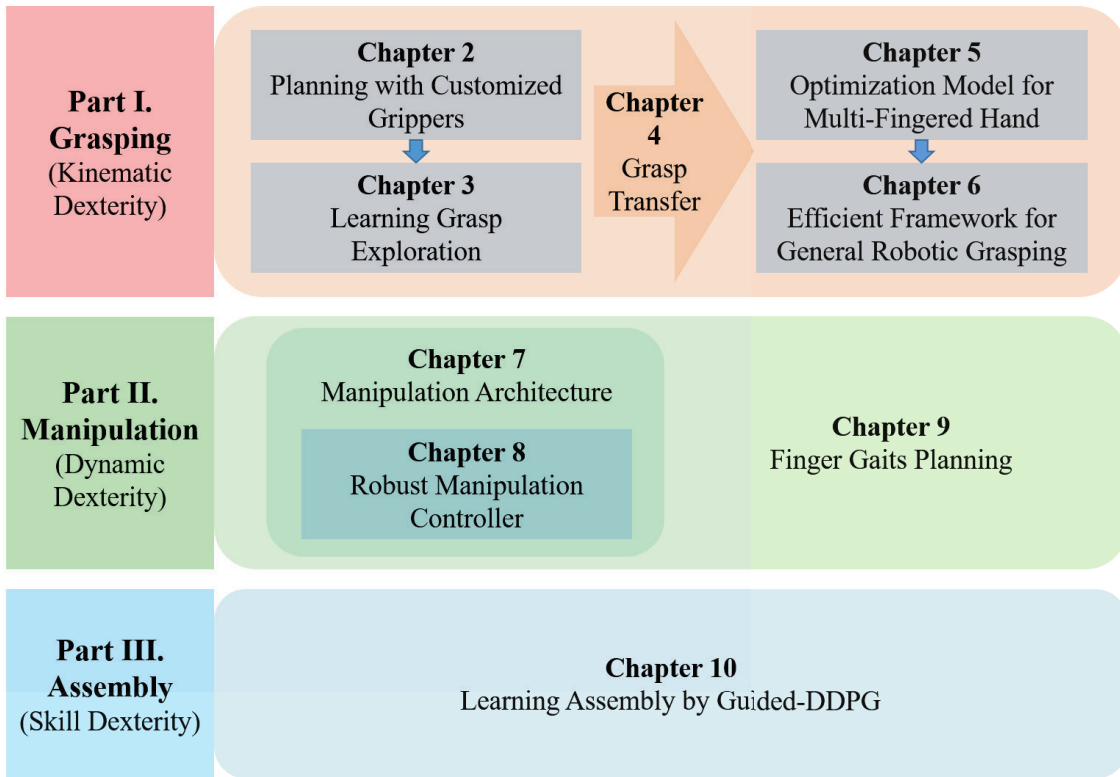 Part I.
Grasping
(Kinematic
Dexterity)
Chapter 2
Planning with Customized
Grippers
Chapter 3
Learning Grasp
Exploration
Chapter
4
Grasp
Transfer
Chapter 5
Optimization Model for
Multi-Fingered Hand
Chapter 6
Efficient Framework for
General Robotic Grasping
Part II.
Manipulation
(Dynamic
Dexterity)
Chapter 7
Manipulation Architecture
Chapter 8
Robust Manipulation
Controller
Chapter 9
Finger Gaits Planning
Part III.
Assembly
(Skill Dexterity)
Chapter 10
Learning Assembly by Guided-DDPG